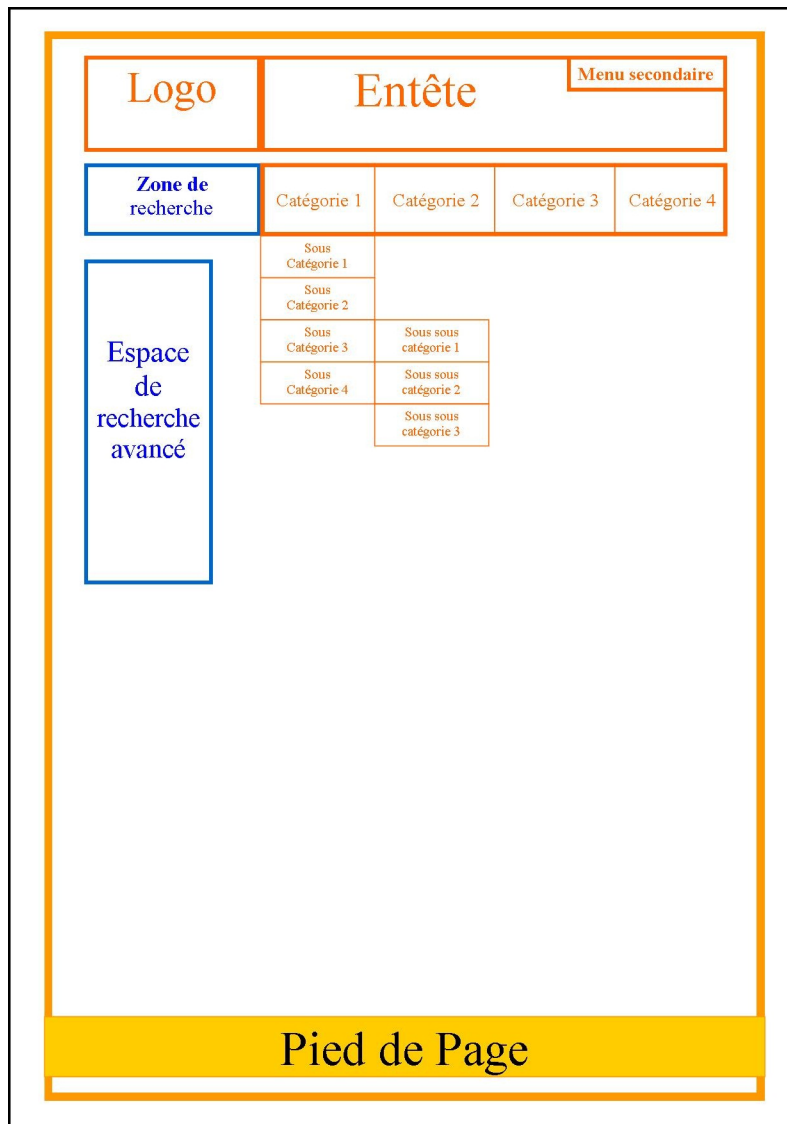 Logo
Entête
Menu secondaire
Zone de
recherche
Catégorie 1
Catégorie 2
Catégorie 3
Catégorie 4
Sous
Catégorie 1
Sous
Catégorie 2
Sous
Catégorie 3
Sous sous
catégorie 1
Sous
Catégorie 4
Sous sous
catégorie 2
Sous sous
catégorie 3
Espace
de
recherche
avancé
Pied de Page